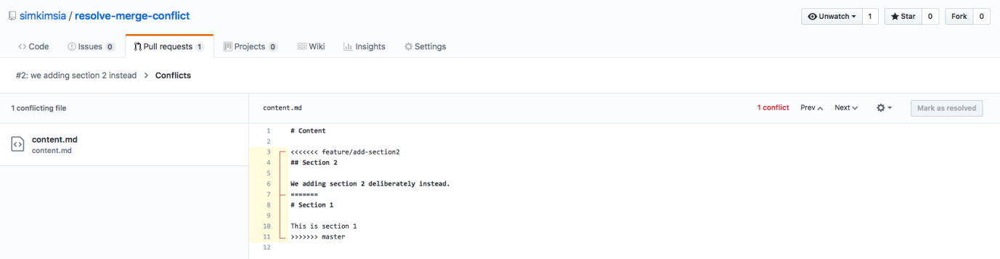 simkimsia / resolve-merge-conflict
Unwatch 1 Star 0 Fork 0
Code Issues 0 Pull requests 1 Projects 0 Wiki Insights Settings
#2: we adding section 2 instead > Conflicts
1 conflicting file
content.md
content.md
content.md 1 conflict Prev Next Mark as resolved
1 # Content
2
3 <<<<<<< feature/add-section2
4 ## Section 2
5
6 We adding section 2 deliberately instead.
7 =======
8 # Section 1
9
10 This is section 1
11 >>>>>>> master
12